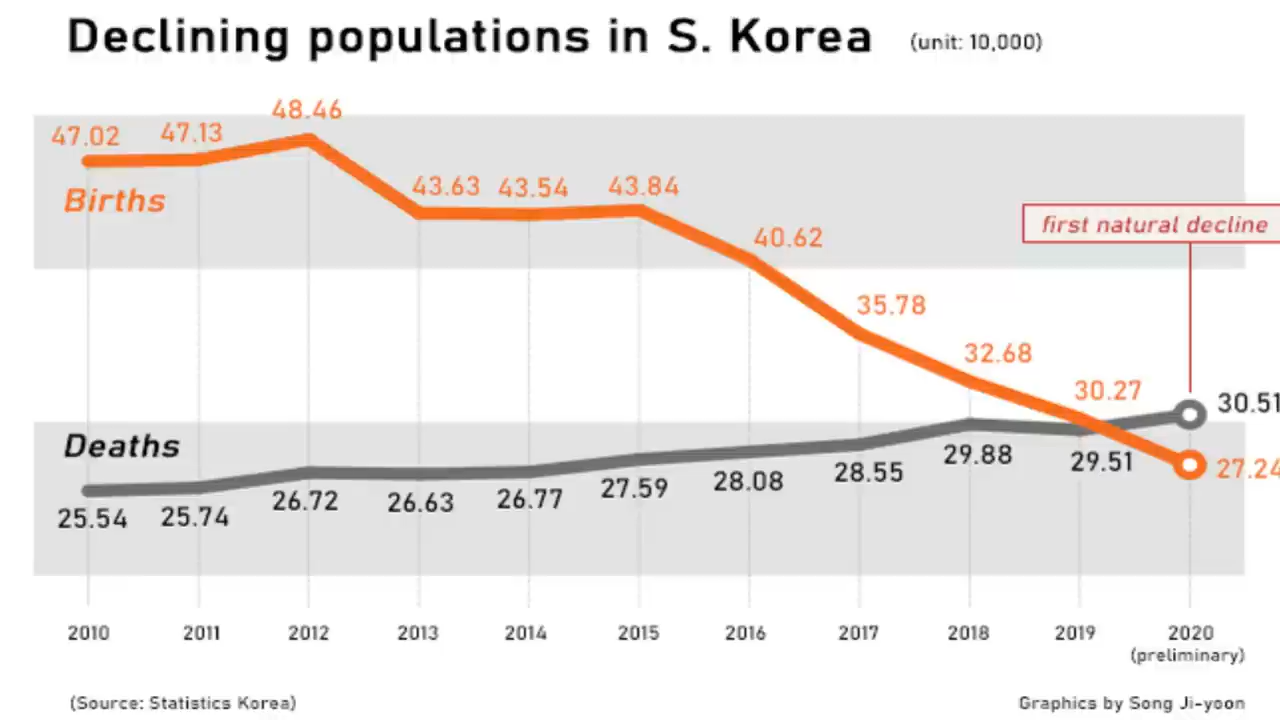 Declining populations in S. Korea (unit: 10,000)
48.46
47.02 47.13
43.63 43.54 43.84
Births
first natural decline
40.62
35.78
32.68
30.27
30.51
Deaths
29.88 29.51 27.24
28.55
28.08
27.59
26.72 26.63 26.77
25.54 25.74
2010 2011 2012 2013 2014 2015 2016 2017 2018 2019 2020
(preliminary)
(Source: Statistics Korea) Graphics by Song Ji-yoon